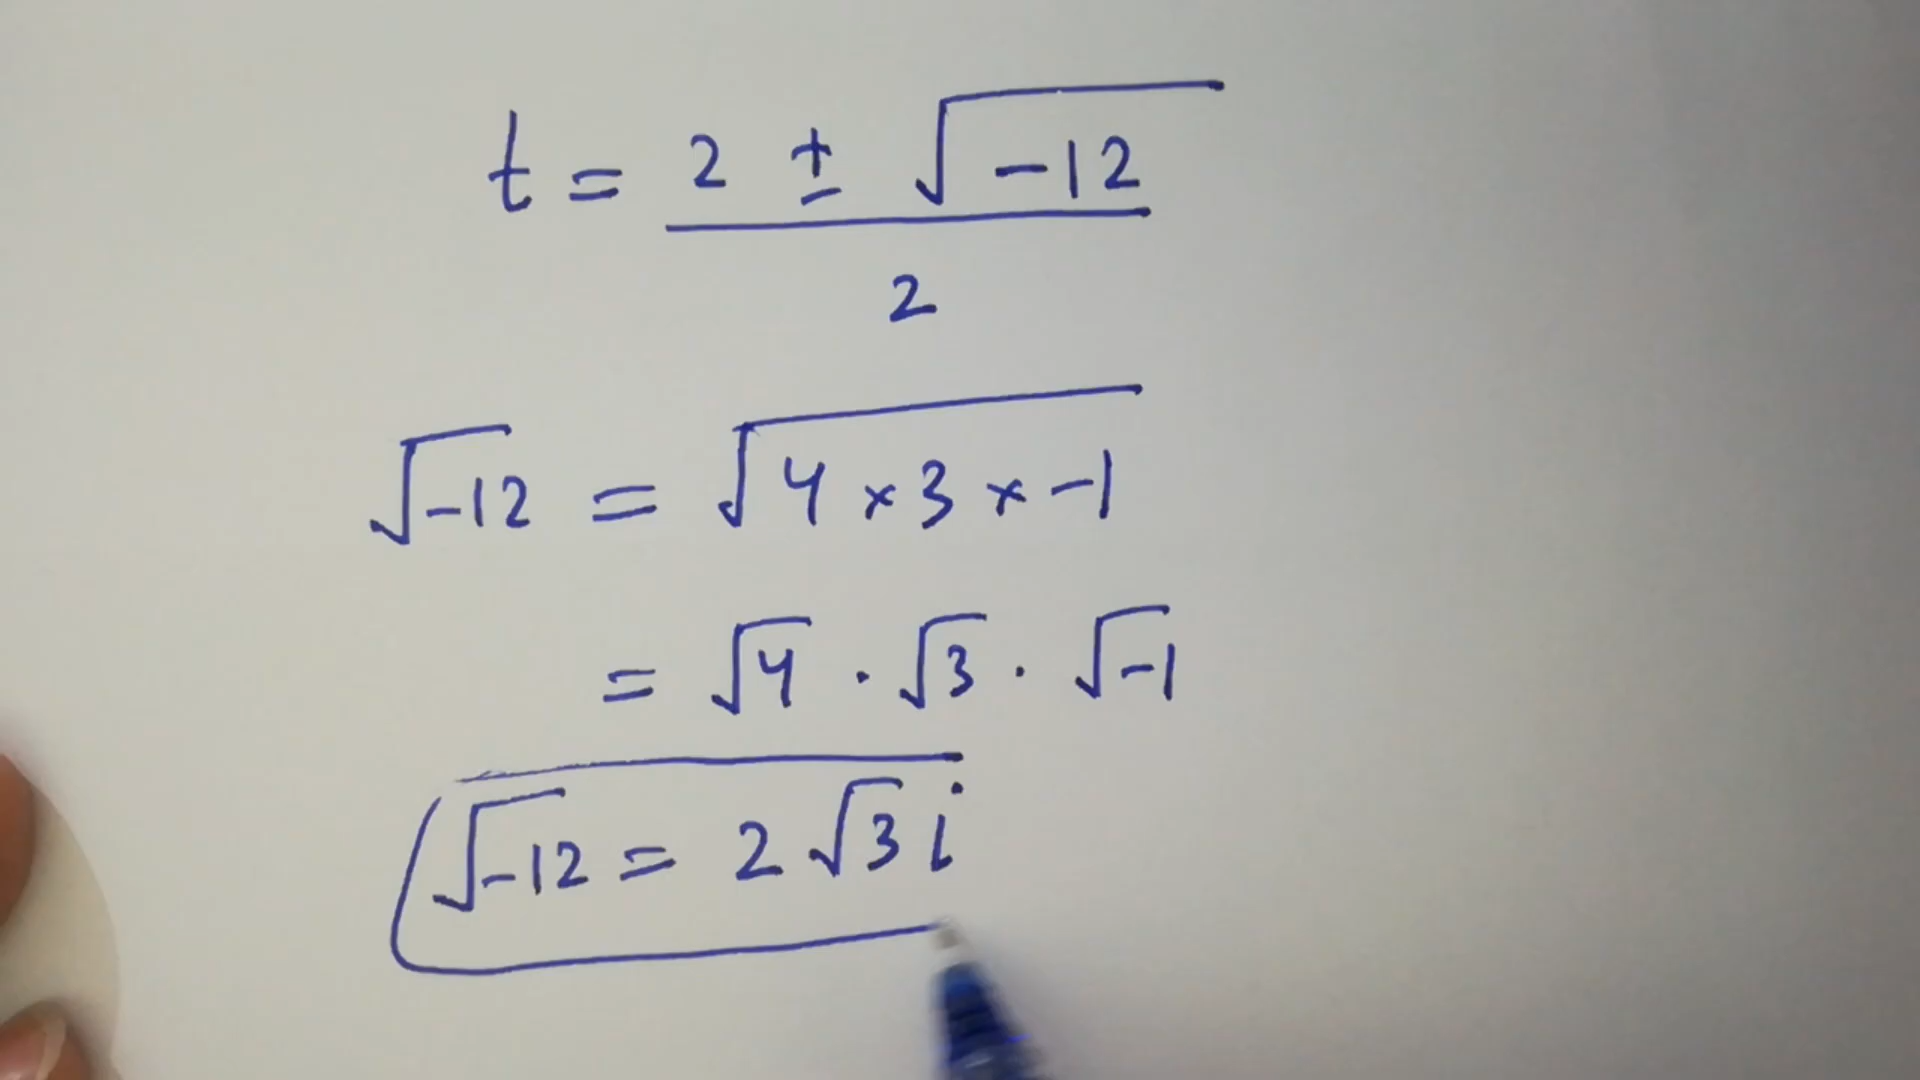 t = 2 ± √-12
2
√-12 = √4 × 3 × -1
= √4 · √3 · √-1
√-12 = 2√3 i